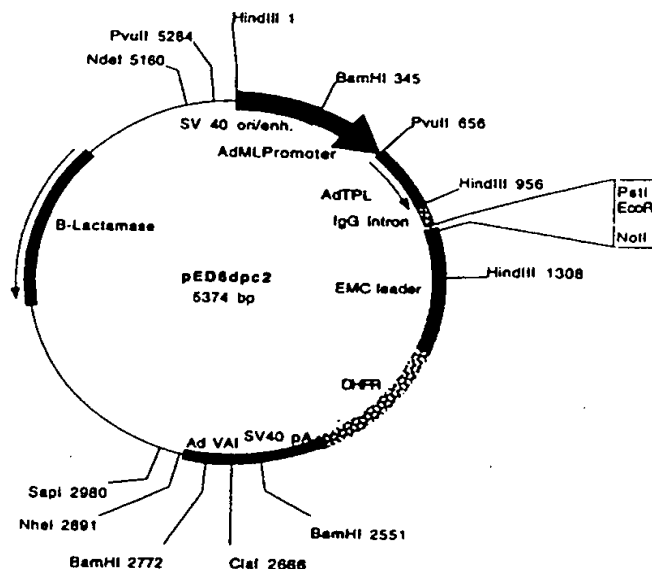 HindIII 1
PvuII 5284
NdeI 5160
BamHI 345
SV 40 ori/enh.
PvuII 656
AdMLPromoter
HindIII 956
AdTPL
PstI
EcoR
IgG Intron
NotI
B-Lactamase
pED6dpc2
5374 bp
EMC leader
HindIII 1308
DHFR
Ad VAI
SV40 pA
SapI 2980
NheI 2891
BamHI 2772
ClaI 2666
BamHI 2551